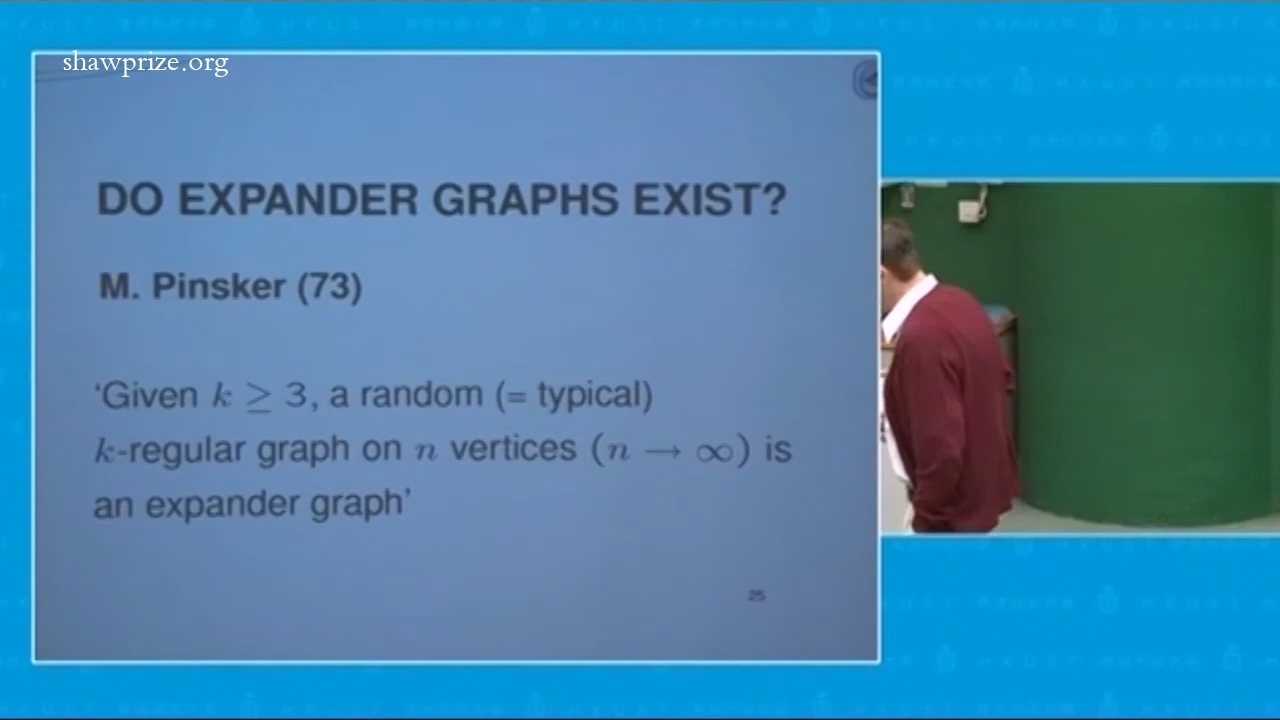 shawprize.org
DO EXPANDER GRAPHS EXIST?
M. Pinsker (73)
‘Given k ≥ 3, a random (= typical)
k-regular graph on n vertices (n → ∞) is
an expander graph’
25